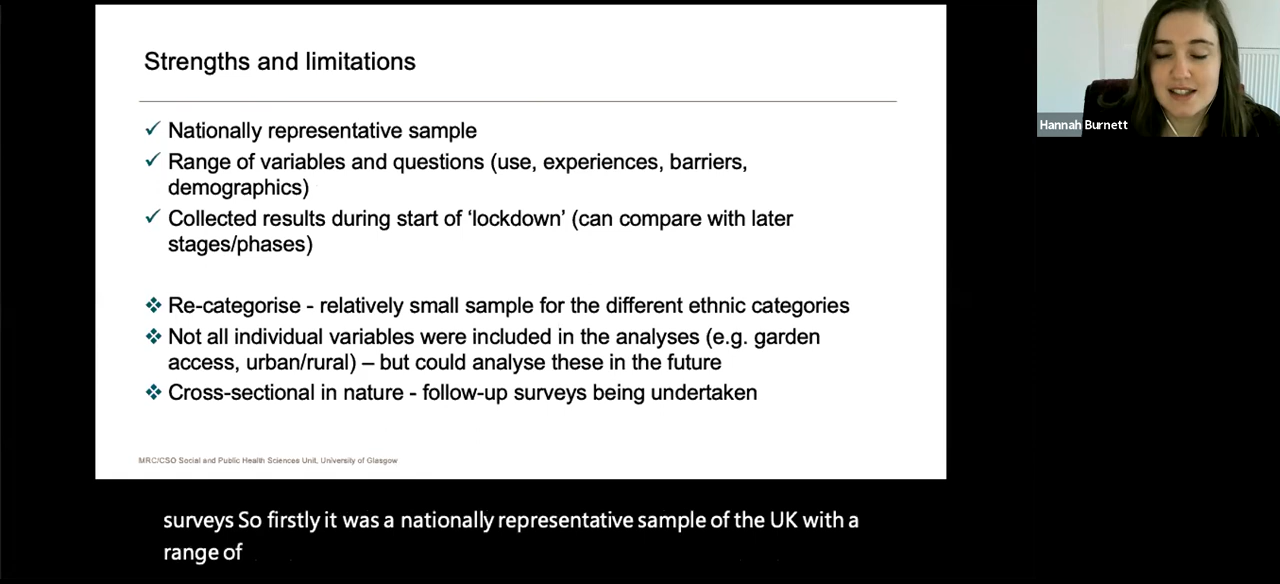 Strengths and limitations
✓ Nationally representative sample
✓ Range of variables and questions (use, experiences, barriers,
demographics)
✓ Collected results during start of ‘lockdown’ (can compare with later
stages/phases)
❖ Re-categorise - relatively small sample for the different ethnic categories
❖ Not all individual variables were included in the analyses (e.g. garden
access, urban/rural) – but could analyse these in the future
❖ Cross-sectional in nature - follow-up surveys being undertaken
MRC/CSO Social and Public Health Sciences Unit, University of Glasgow
Hannah Burnett
surveys So firstly it was a nationally representative sample of the UK with a
range of